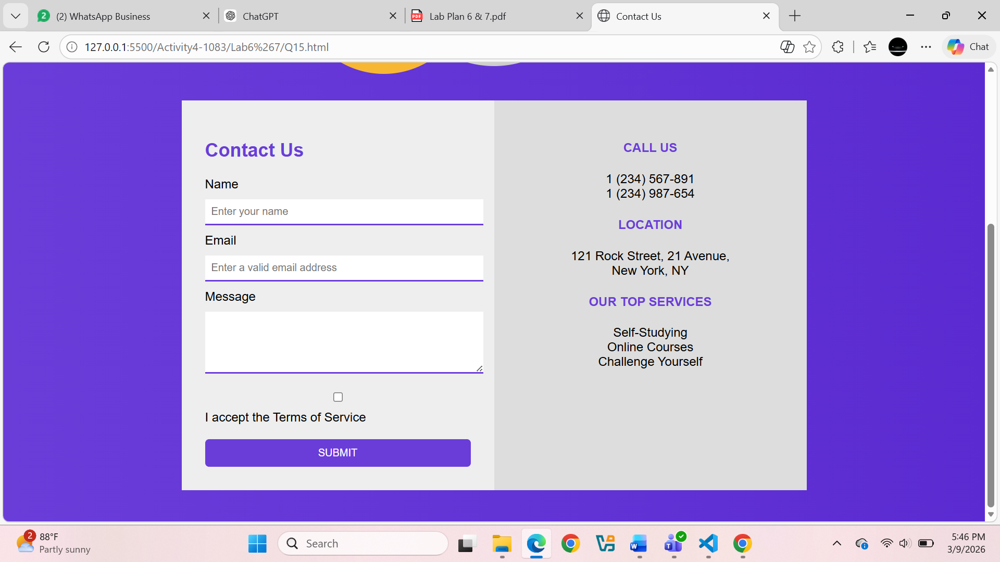 2
(2) WhatsApp Business
ChatGPT
PDF
Lab Plan 6 & 7.pdf
Contact Us
127.0.0.1:5500/Activity4-1083/Lab6%267/Q15.html
Chat
Contact Us
Name
Enter your name
Email
Enter a valid email address
Message
I accept the Terms of Service
SUBMIT
CALL US
1 (234) 567-891
1 (234) 987-654
LOCATION
121 Rock Street, 21 Avenue,
New York, NY
OUR TOP SERVICES
Self-Studying
Online Courses
Challenge Yourself
2
88°F
Partly sunny
Search
W
T
5:46 PM
3/9/2026